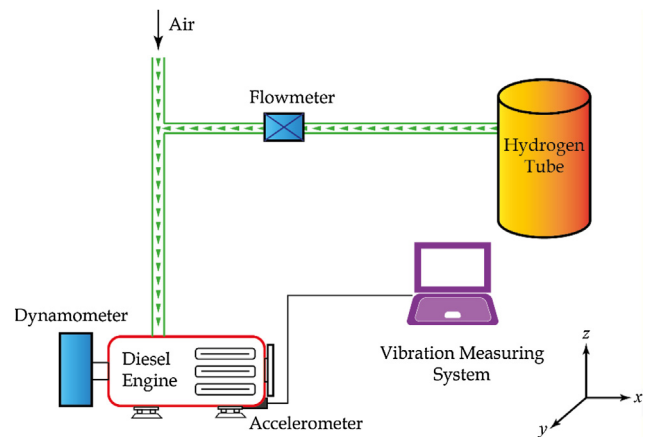 Air
Flowmeter
Hydrogen
Tube
Dynamometer
Diesel
Engine
Vibration Measuring
System
Accelerometer
z
x
y